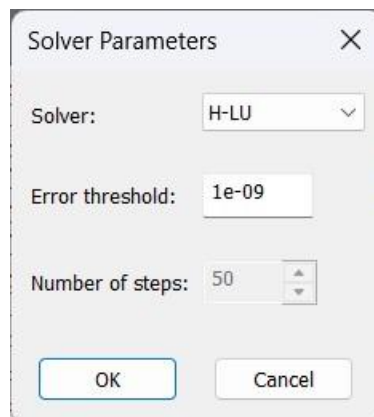 Solver Parameters
Solver: H-LU
Error threshold: 1e-09
Number of steps: 50
OK Cancel